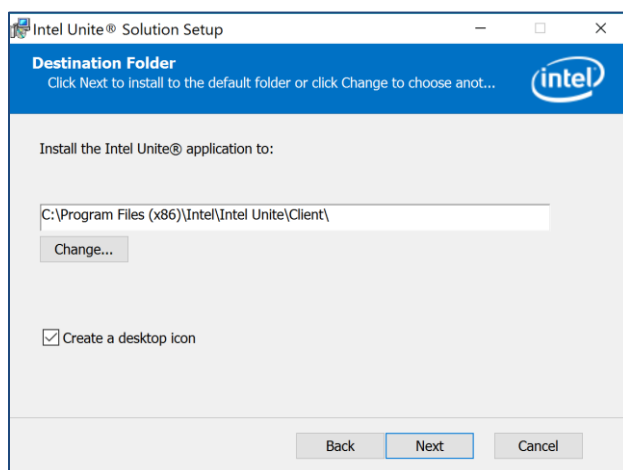 Intel Unite® Solution Setup
Destination Folder
Click Next to install to the default folder or click Change to choose anot...
intel
Install the Intel Unite® application to:
C:\Program Files (x86)\Intel\Intel Unite\Client\
Change...
Create a desktop icon
Back Next Cancel